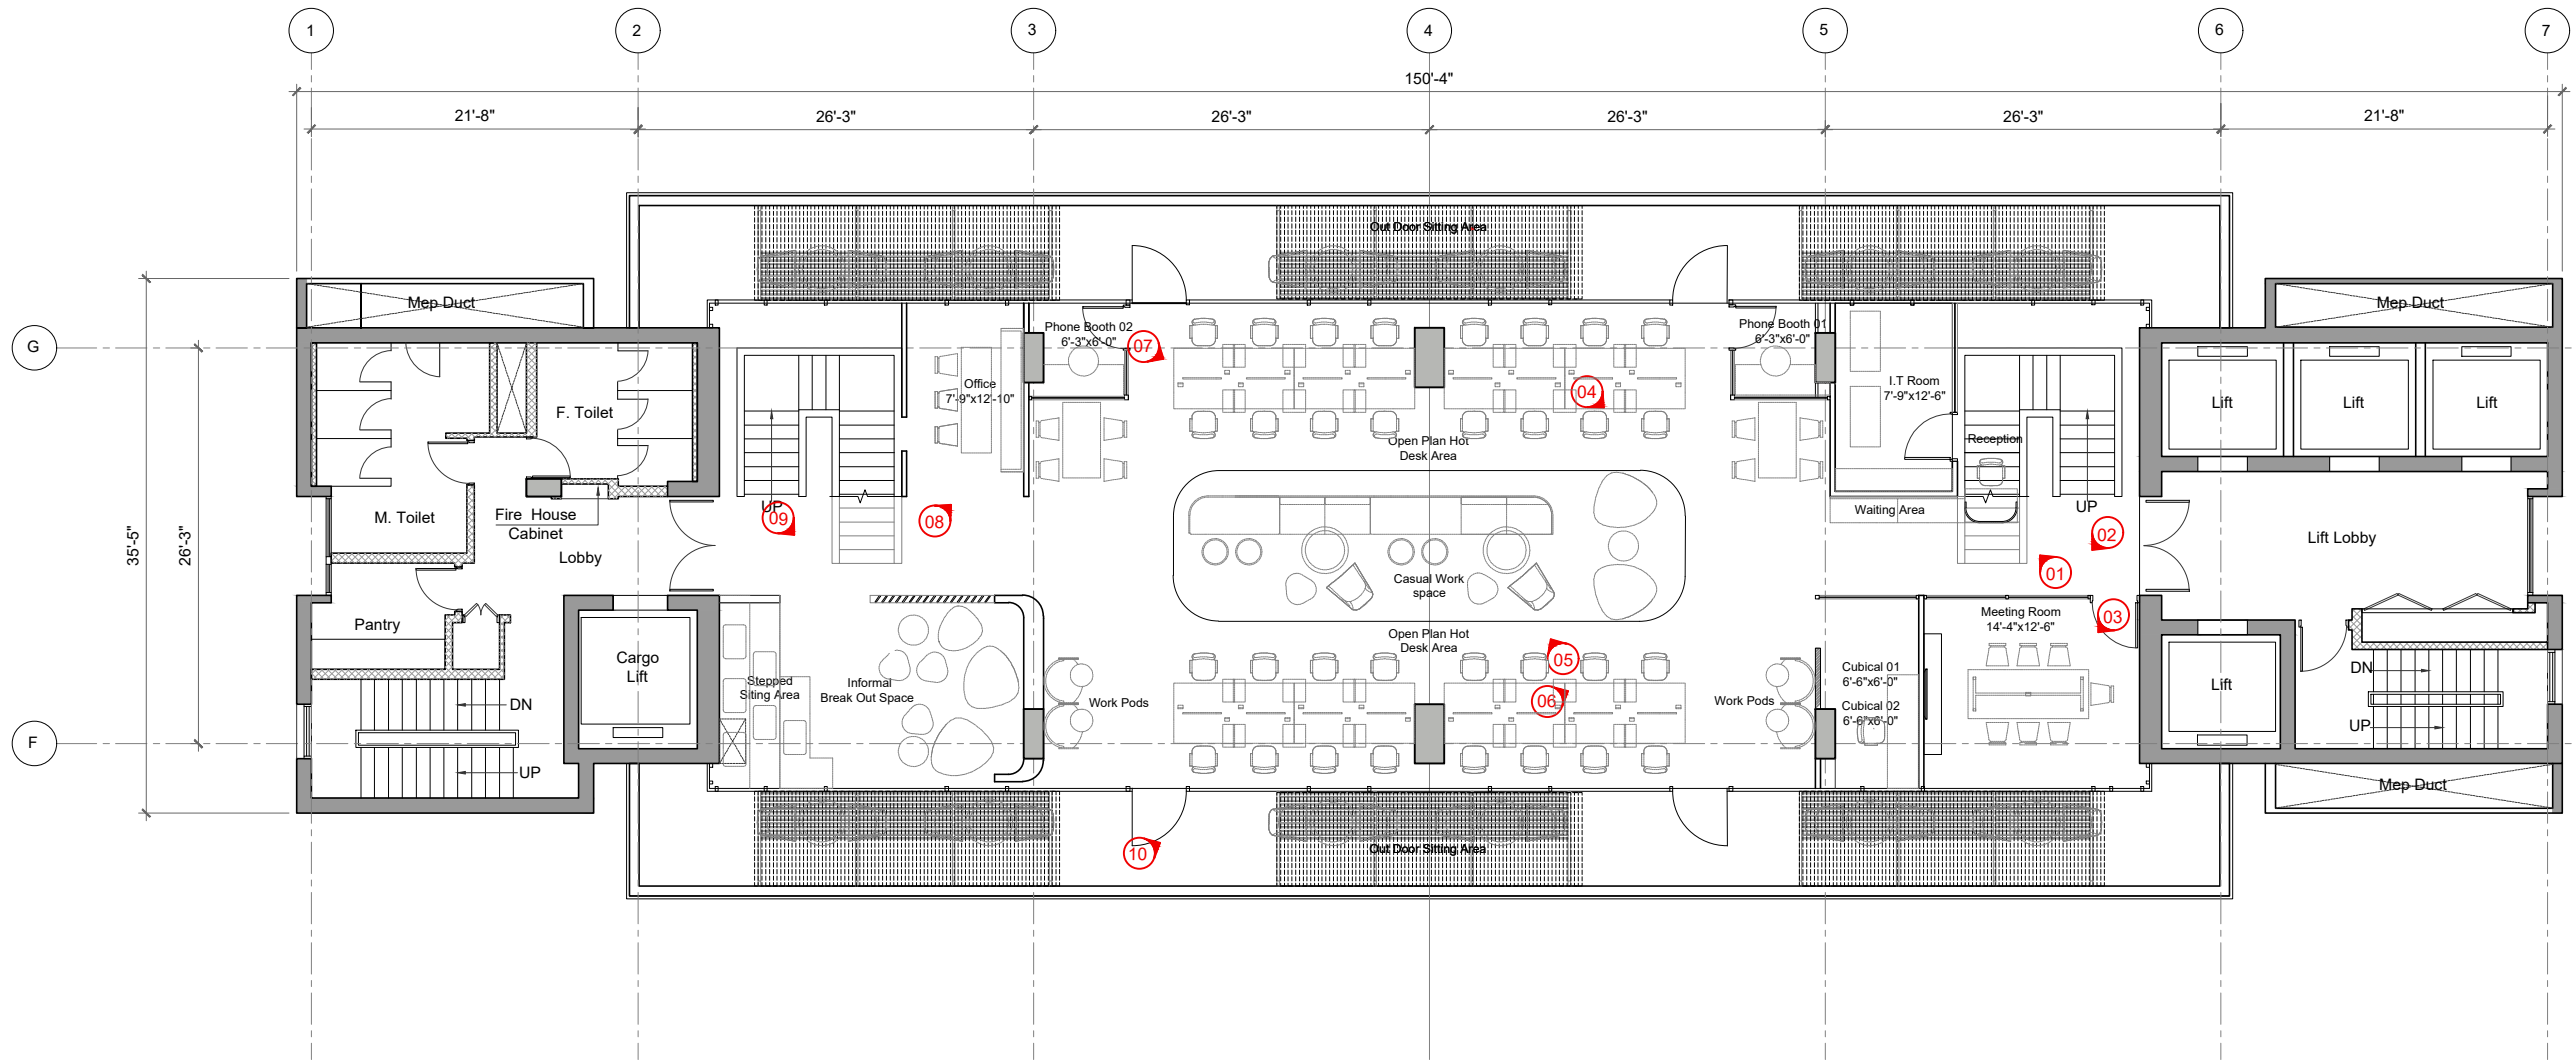 1 2 3 4 5 6 7
150'-4"
21'-8" 26'-3" 26'-3" 26'-3" 26'-3" 21'-8"
Out Door Sitting Area
Mep Duct
Mep Duct
G
Phone Booth 02
6'-3"x6'-0"
07
Phone Booth 01
6'-3"x6'-0"
Office
7'-9"x12'-10"
04
I.T Room
7'-9"x12'-6"
F. Toilet
Lift
Lift
Lift
Open Plan Hot
Desk Area
Reception
M. Toilet
Fire House
Cabinet
UP
09
08
Waiting Area
UP
02
Lift Lobby
35'-5"
26'-3"
Lobby
Casual Work
space
01
Pantry
Meeting Room
14'-4"x12'-6"
03
Open Plan Hot
Desk Area
05
Cargo
Lift
Stepped
Siting Area
Informal
Break Out Space
Work Pods
06
Work Pods
Cubical 01
6'-6"x6'-0"
Cubical 02
6'-6"x6'-0"
Lift
DN
UP
DN
UP
F
Mep Duct
10
Out Door Sitting Area